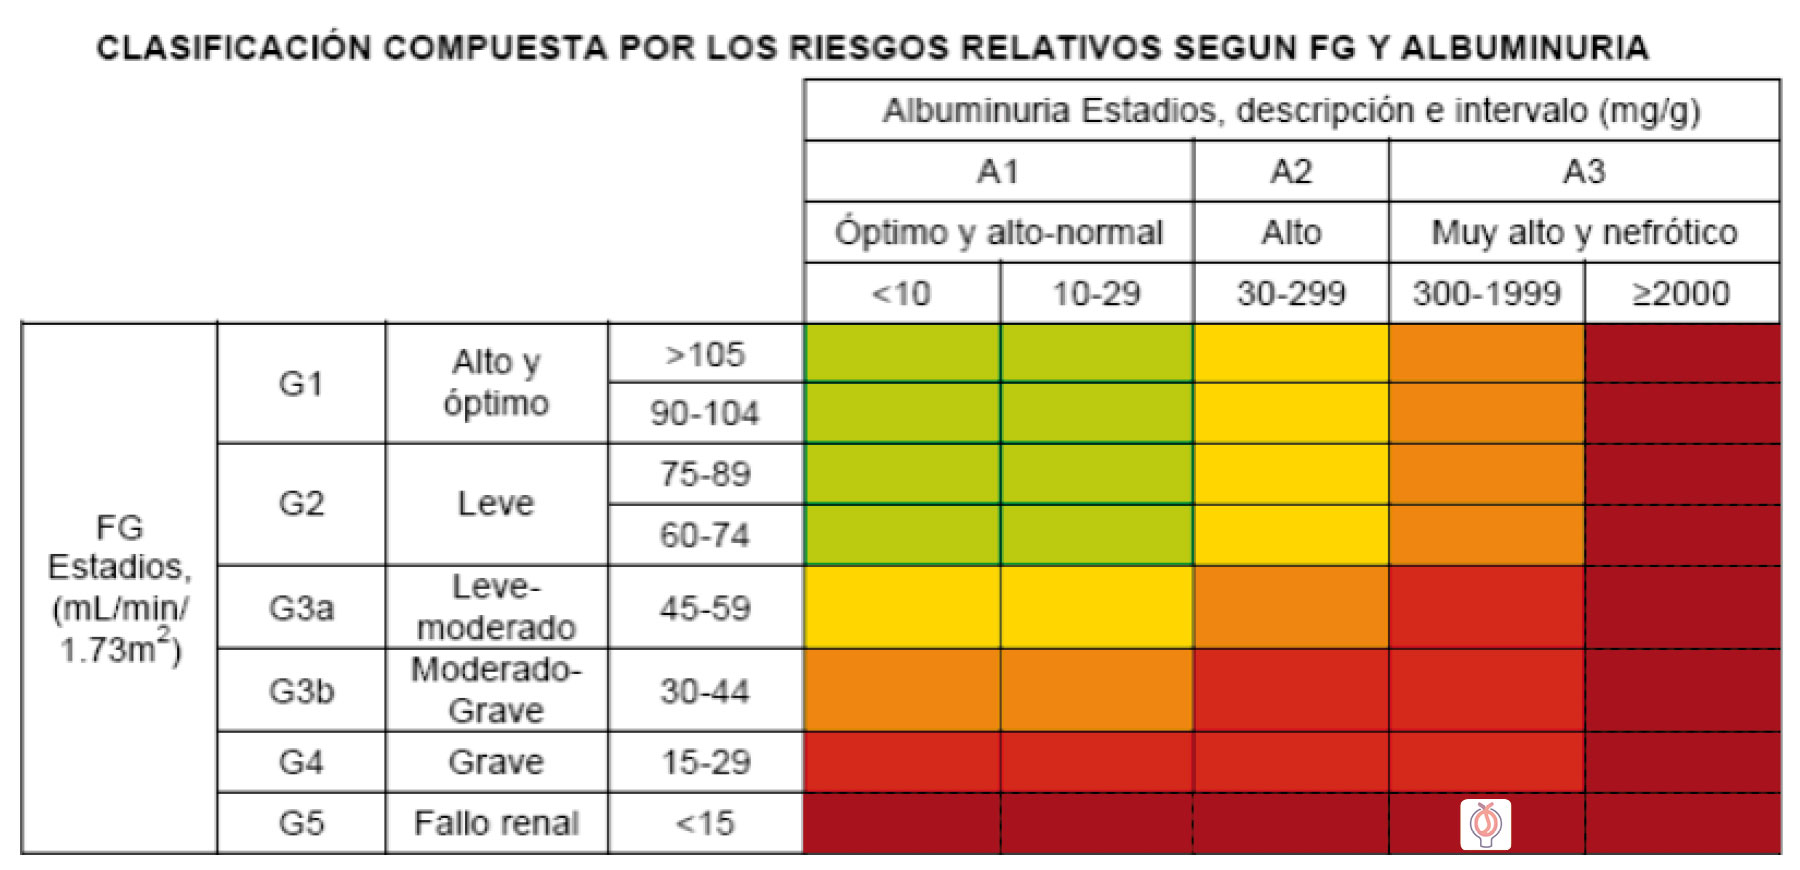 CLASIFICACIÓN COMPUESTA POR LOS RIESGOS RELATIVOS SEGUN FG Y ALBUMINURIA
Albuminuria Estadios, descripción e intervalo (mg/g)
A1 A2 A3
Óptimo y alto-normal Alto Muy alto y nefrótico
<10 10-29 30-299 300-1999 ≥2000
FG
Estadios,
(mL/min/
1.73m²)
G1
Alto y
óptimo
>105
90-104
G2
Leve
75-89
60-74
G3a
Leve-
moderado
45-59
G3b
Moderado-
Grave
30-44
G4 Grave 15-29
G5 Fallo renal <15